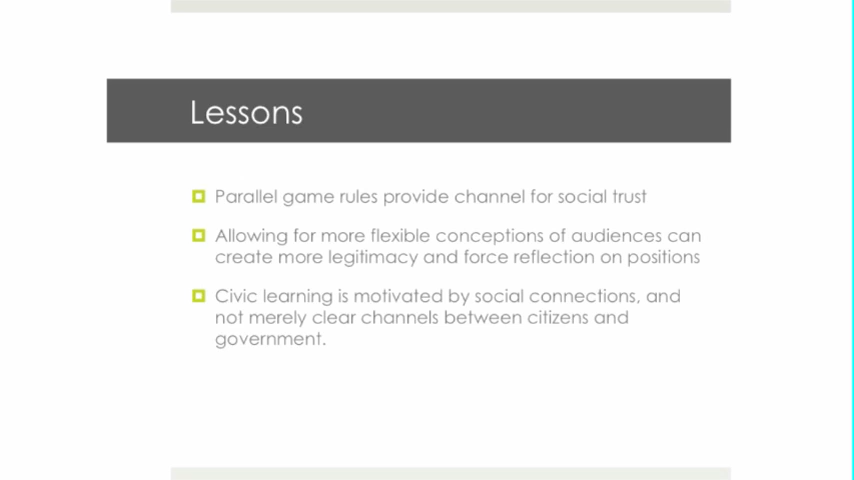 Lessons
Parallel game rules provide channel for social trust
Allowing for more flexible conceptions of audiences can
create more legitimacy and force reflection on positions
Civic learning is motivated by social connections, and
not merely clear channels between citizens and
government.